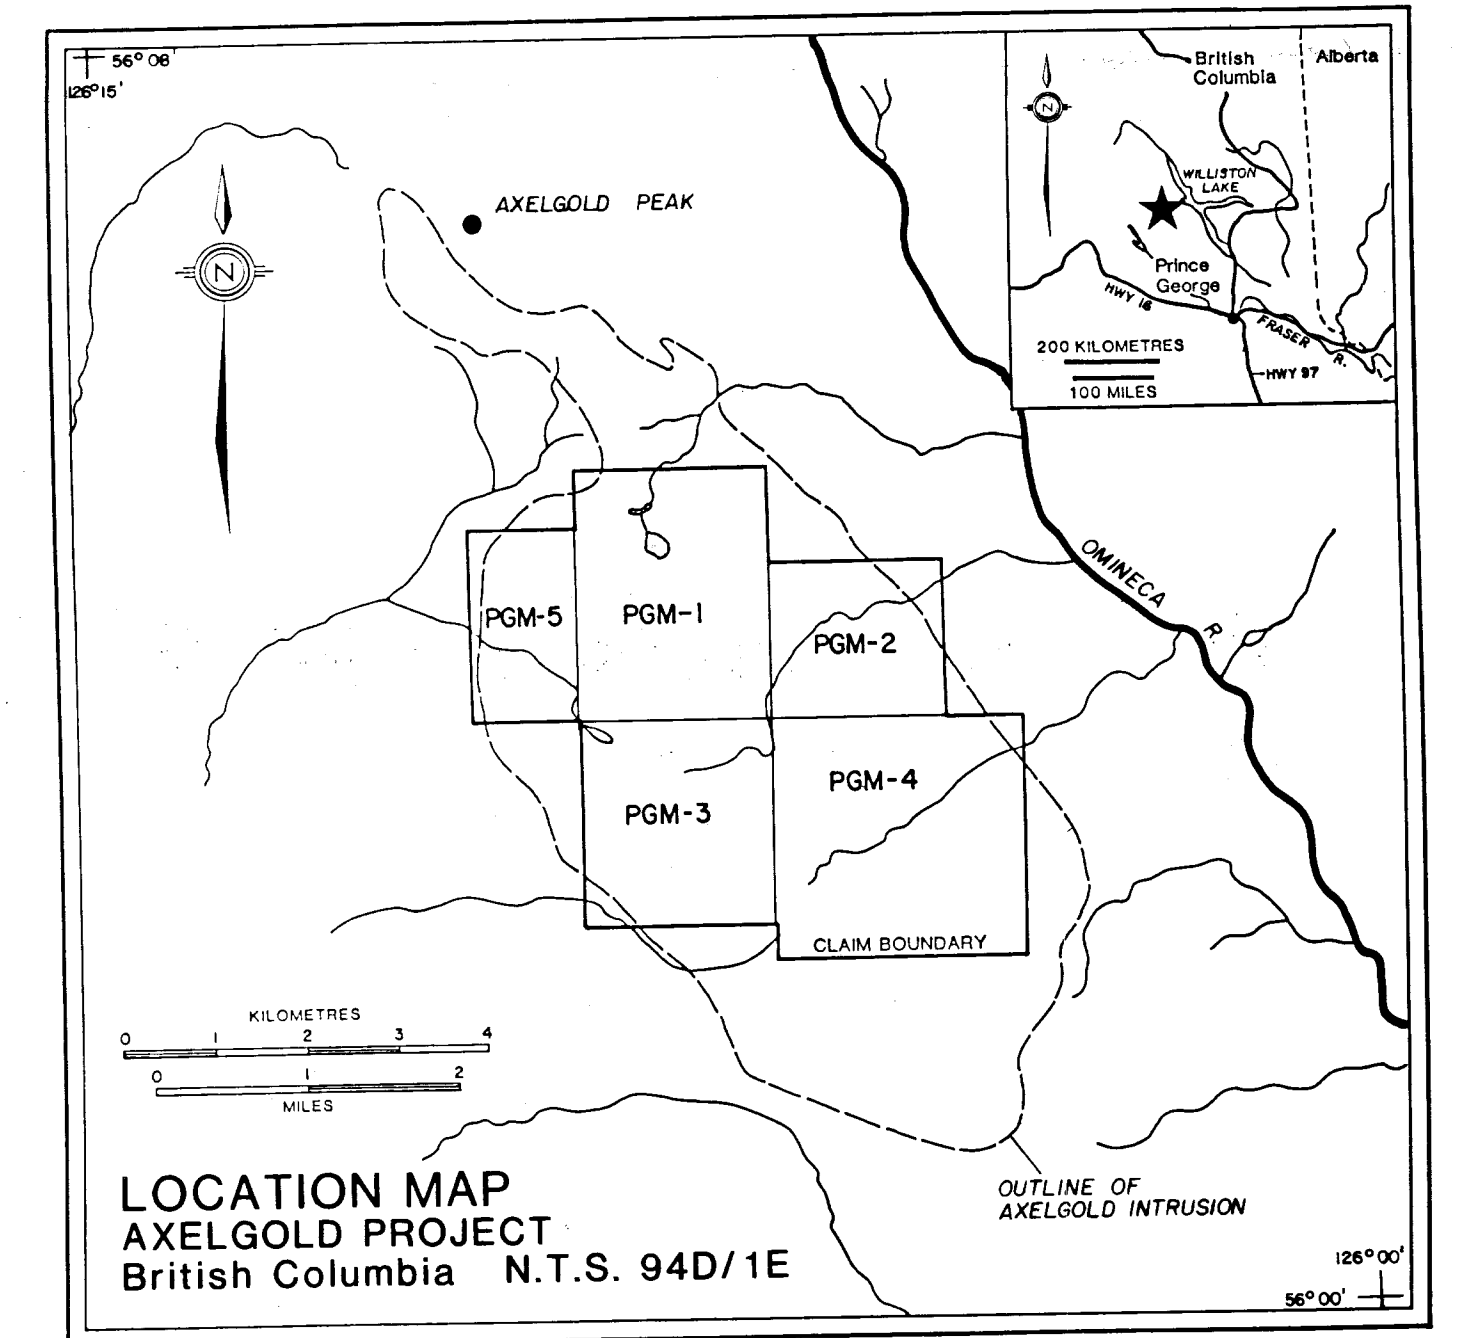 56° 06'
126°15'
N
AXELGOLD PEAK
British
Columbia
Alberta
N
WILLISTON
LAKE
Prince
George
HWY 16
FRASER R.
HWY 97
200 KILOMETRES
100 MILES
OMINECA R.
PGM-5
PGM-1
PGM-2
PGM-3
PGM-4
CLAIM BOUNDARY
KILOMETRES
0 1 2 3 4
0 1 2
MILES
OUTLINE OF
AXELGOLD INTRUSION
LOCATION MAP
AXELGOLD PROJECT
British Columbia N.T.S. 94D/1E
126°00'
56°00'